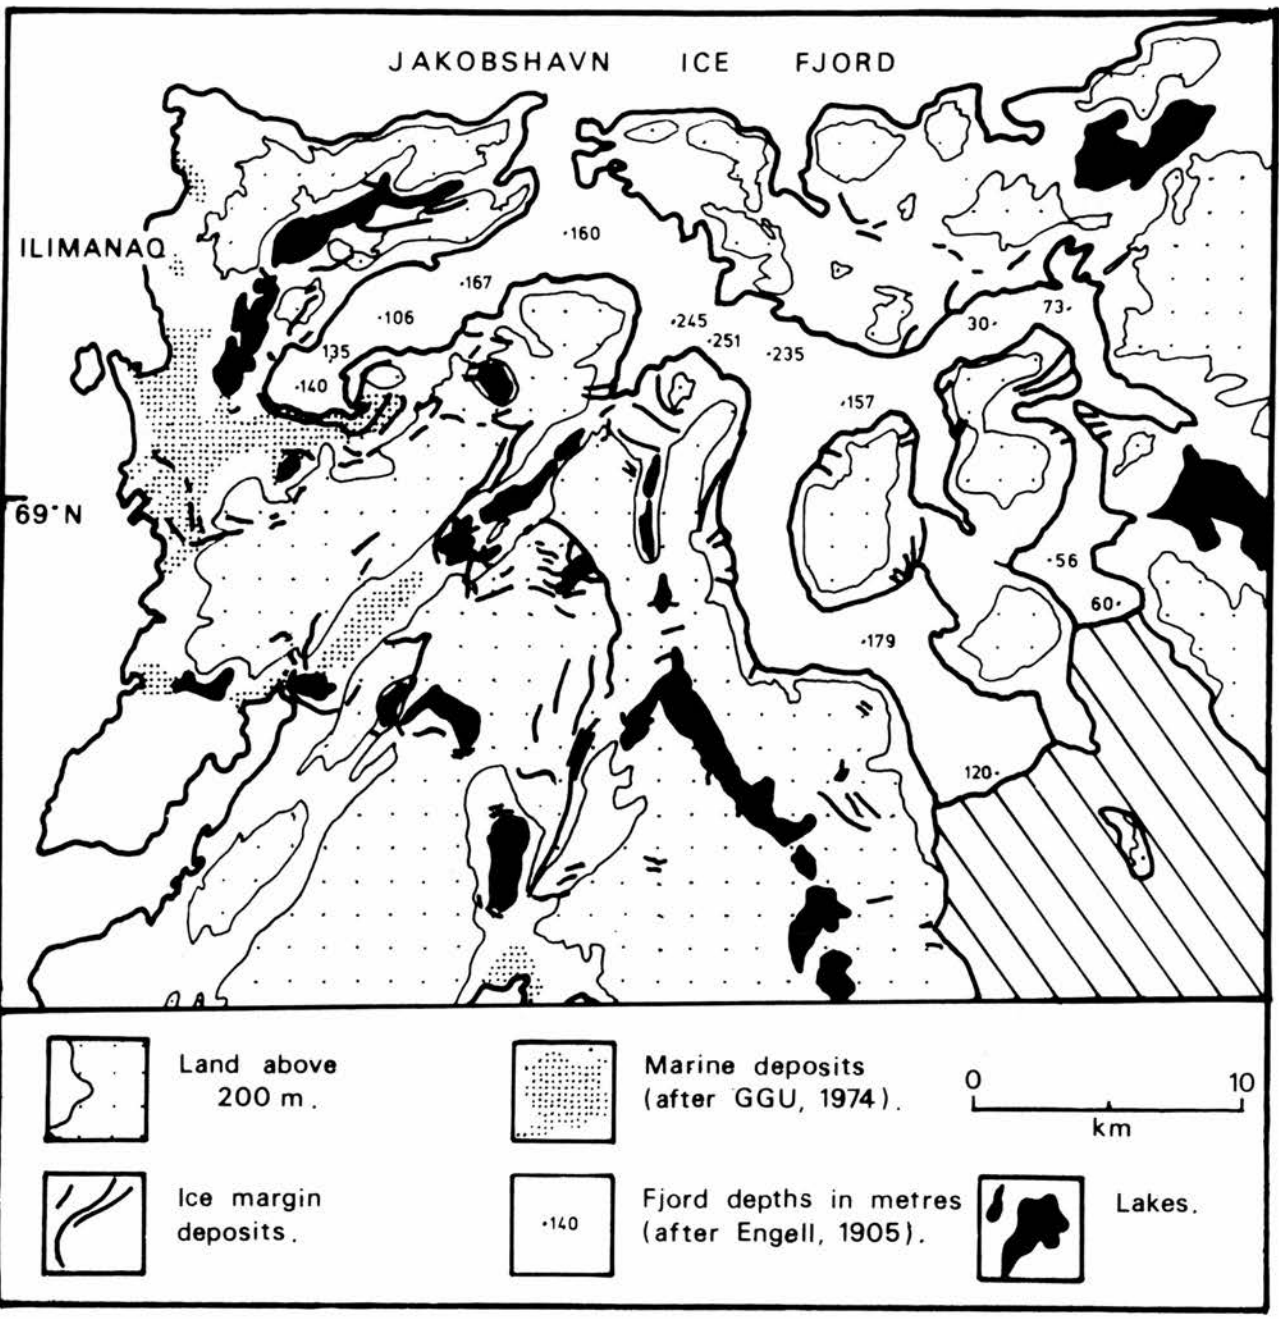 JAKOBSHAVN ICE FJORD
ILIMANAQ
·160
·167
·106
·245
·251
·235
30·
73·
135
·140
·157
69°N
·56
60·
·179
120·
Land above
200 m.
Marine deposits
(after GGU, 1974).
0 10
km
Ice margin
deposits.
·140
Fjord depths in metres
(after Engell, 1905).
Lakes.